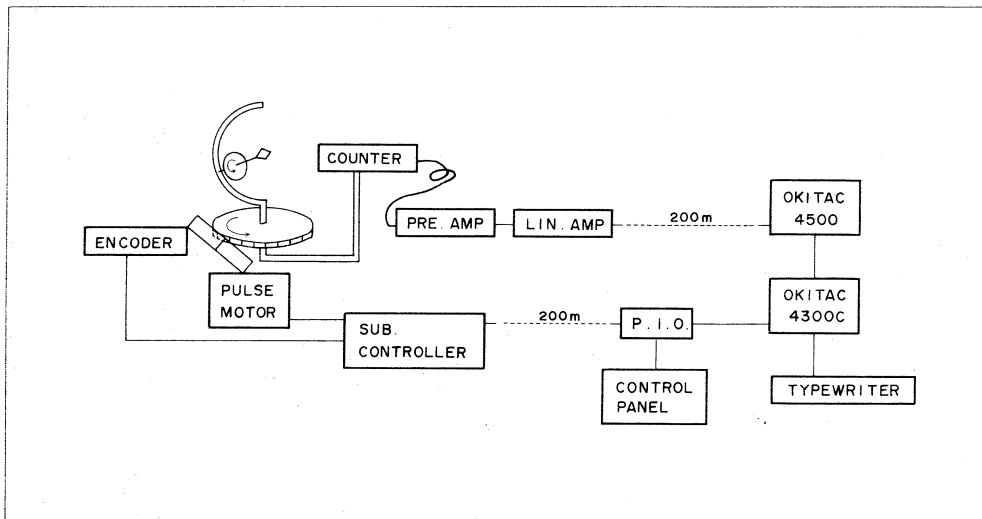 COUNTER
PRE. AMP
LIN. AMP
200m
OKITAC
4500
ENCODER
PULSE
MOTOR
SUB.
CONTROLLER
200m
P. I. O.
OKITAC
4300C
CONTROL
PANEL
TYPEWRITER